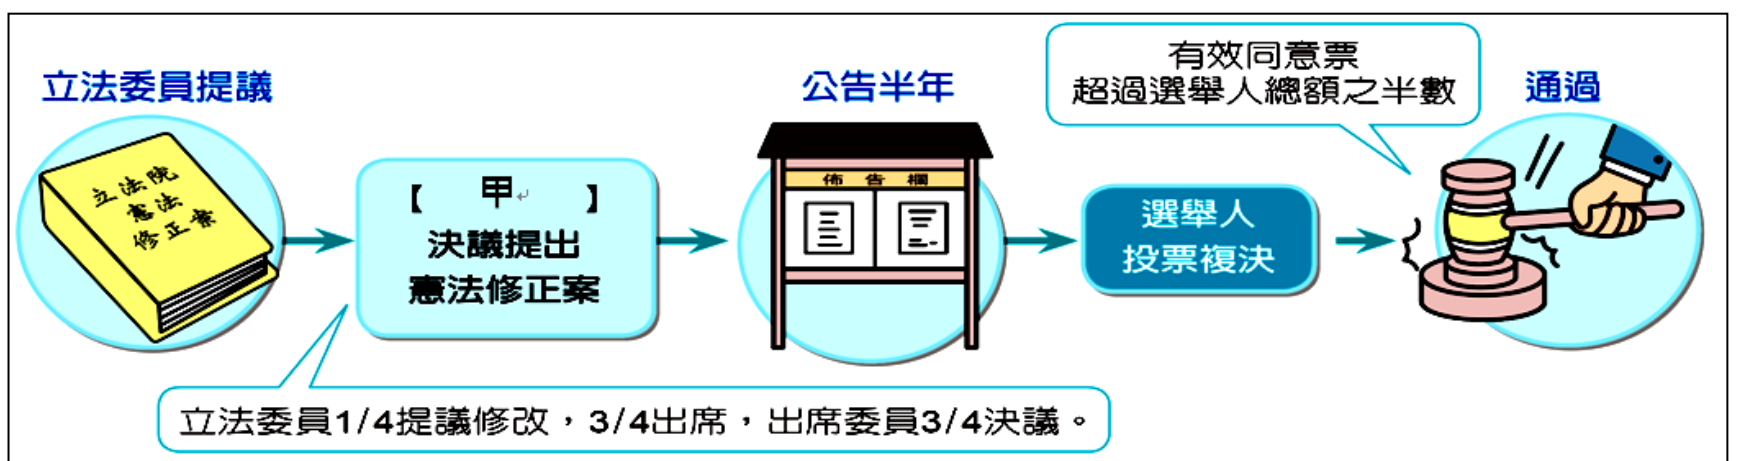 立法委員提議
立法院
憲法
修正案
【 甲 】
決議提出
憲法修正案
立法委員1/4提議修改，3/4出席，出席委員3/4決議。
公告半年
佈告欄
選舉人
投票複決
有效同意票
超過選舉人總額之半數
通過